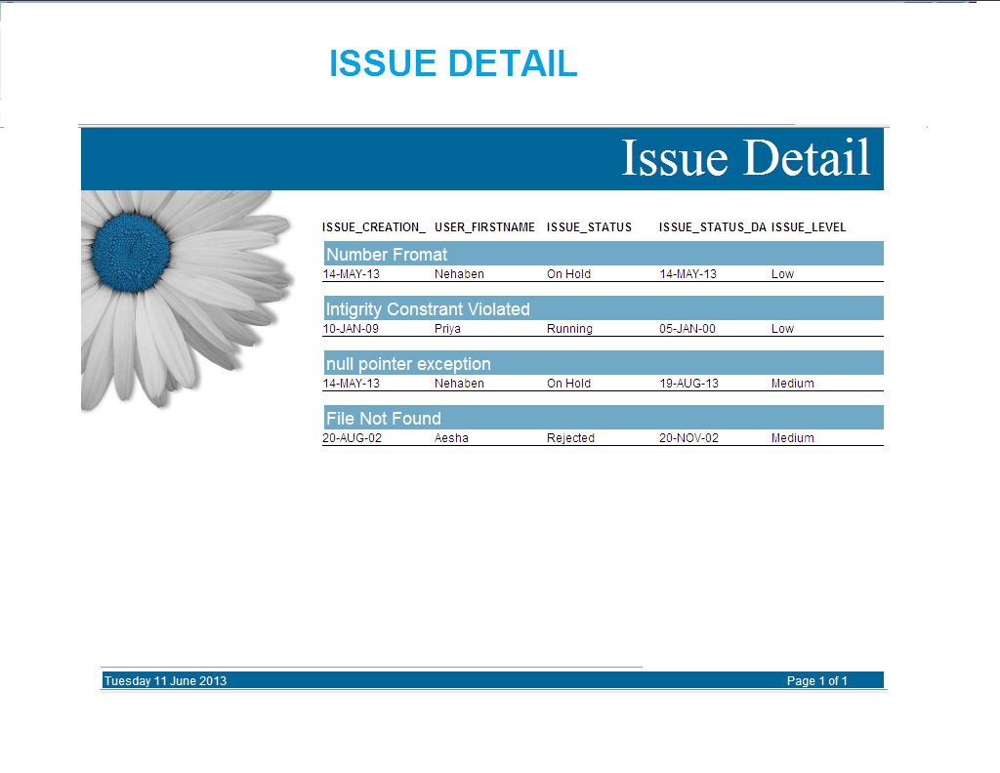 ISSUE DETAIL
Issue Detail
ISSUE_CREATION_ USER_FIRSTNAME ISSUE_STATUS ISSUE_STATUS_DA ISSUE_LEVEL
Number Fromat
14-MAY-13 Nehaben On Hold 14-MAY-13 Low
Intigrity Constrant Violated
10-JAN-09 Priya Running 05-JAN-00 Low
null pointer exception
14-MAY-13 Nehaben On Hold 19-AUG-13 Medium
File Not Found
20-AUG-02 Aesha Rejected 20-NOV-02 Medium
Tuesday 11 June 2013 Page 1 of 1